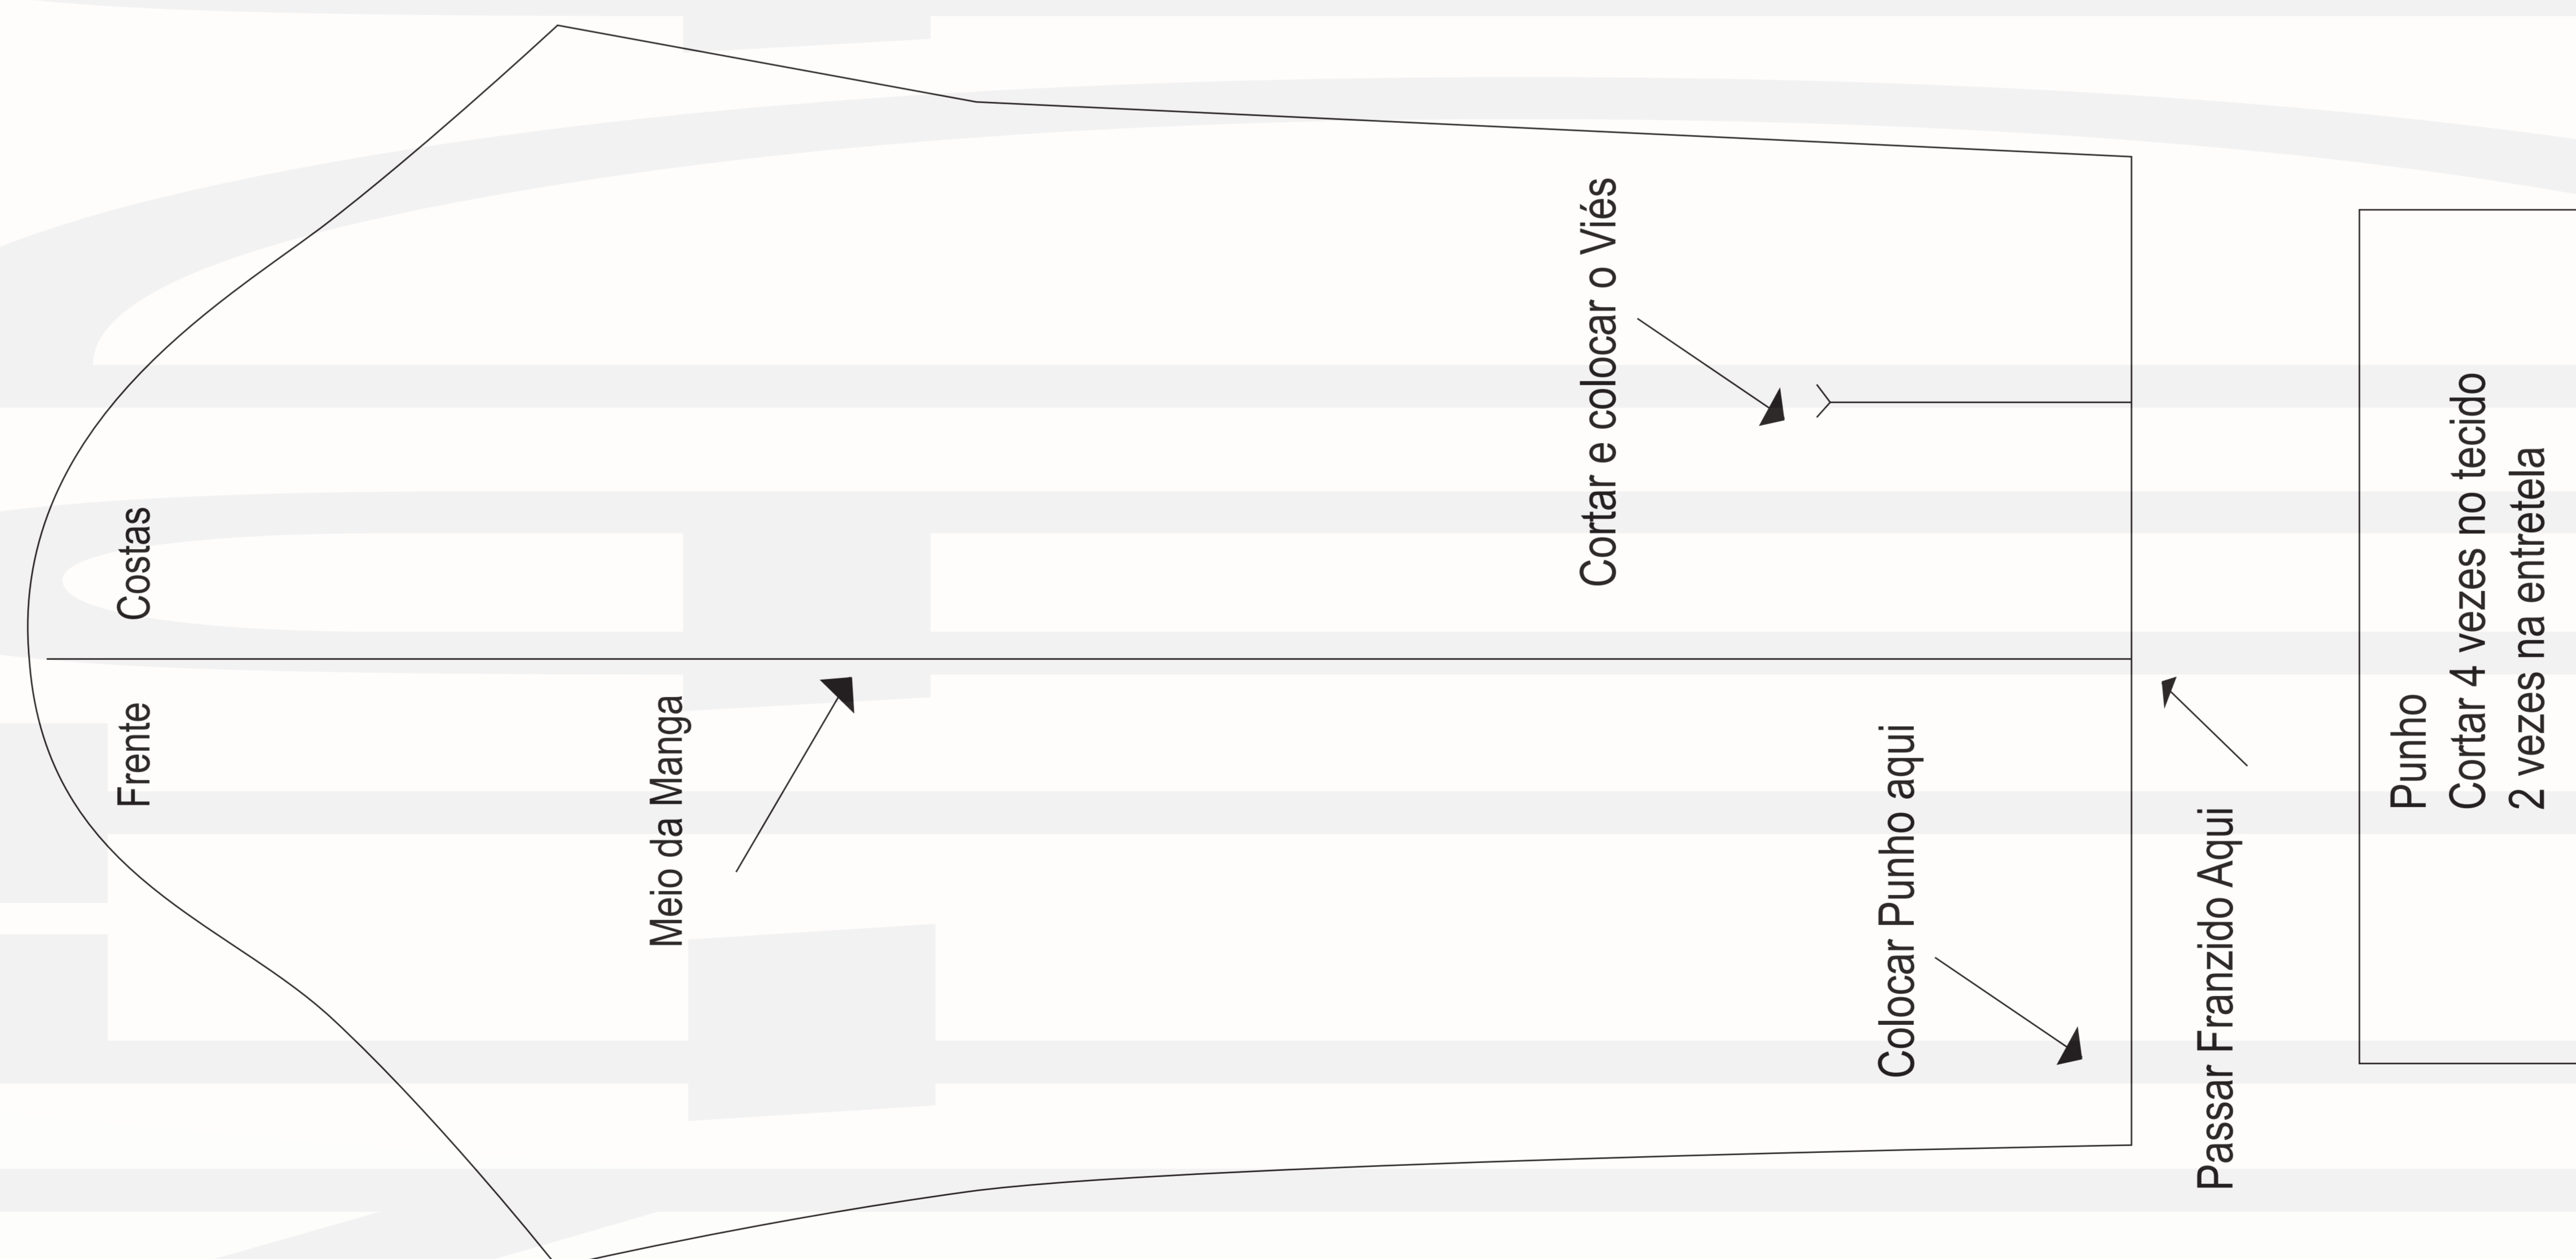 Costas
Frente
Meio da Manga
Cortar e colocar o Viés
Colocar Punho aqui
Passar Franzido Aqui
Punho
Cortar 4 vezes no tecido
2 vezes na entretela